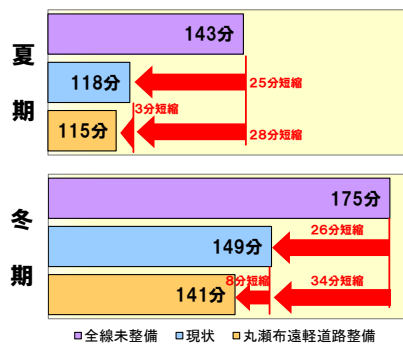 夏期
143分
118分
25分短縮
3分短縮
115分
28分短縮
冬期
175分
26分短縮
149分
8分短縮
34分短縮
141分
全線未整備 現状 丸瀬布遠軽道路整備